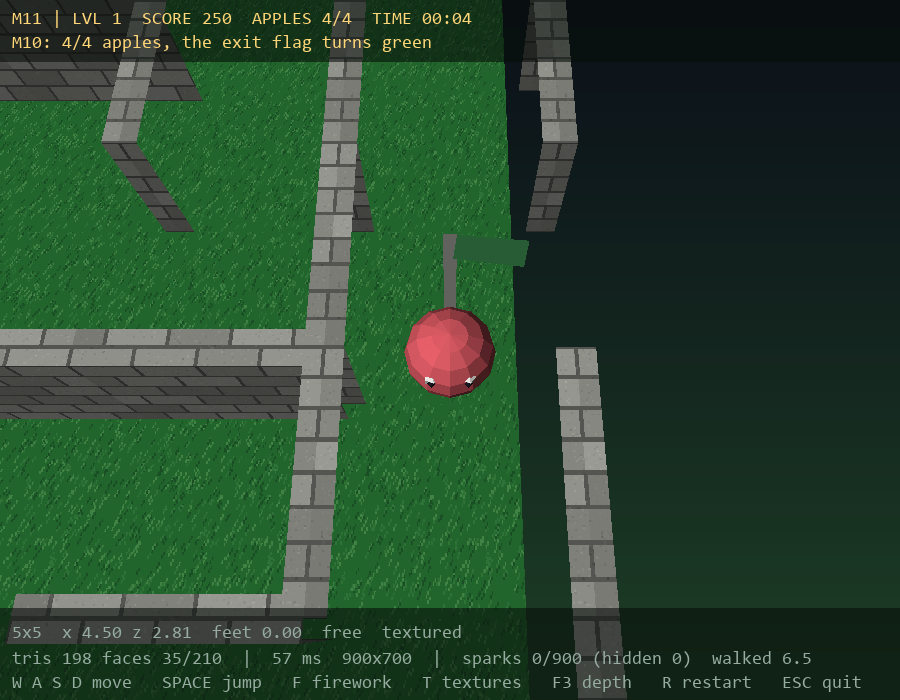 M11 | LVL 1  SCORE 250  APPLES 4/4  TIME 00:04
M10: 4/4 apples, the exit flag turns green
5x5  x 4.50 z 2.81  feet 0.00  free  textured
tris 198 faces 35/210  |  57 ms  900x700  |  sparks 0/900 (hidden 0)  walked 6.5
W A S D move   SPACE jump   F firework   T textures   F3 depth   R restart   ESC quit